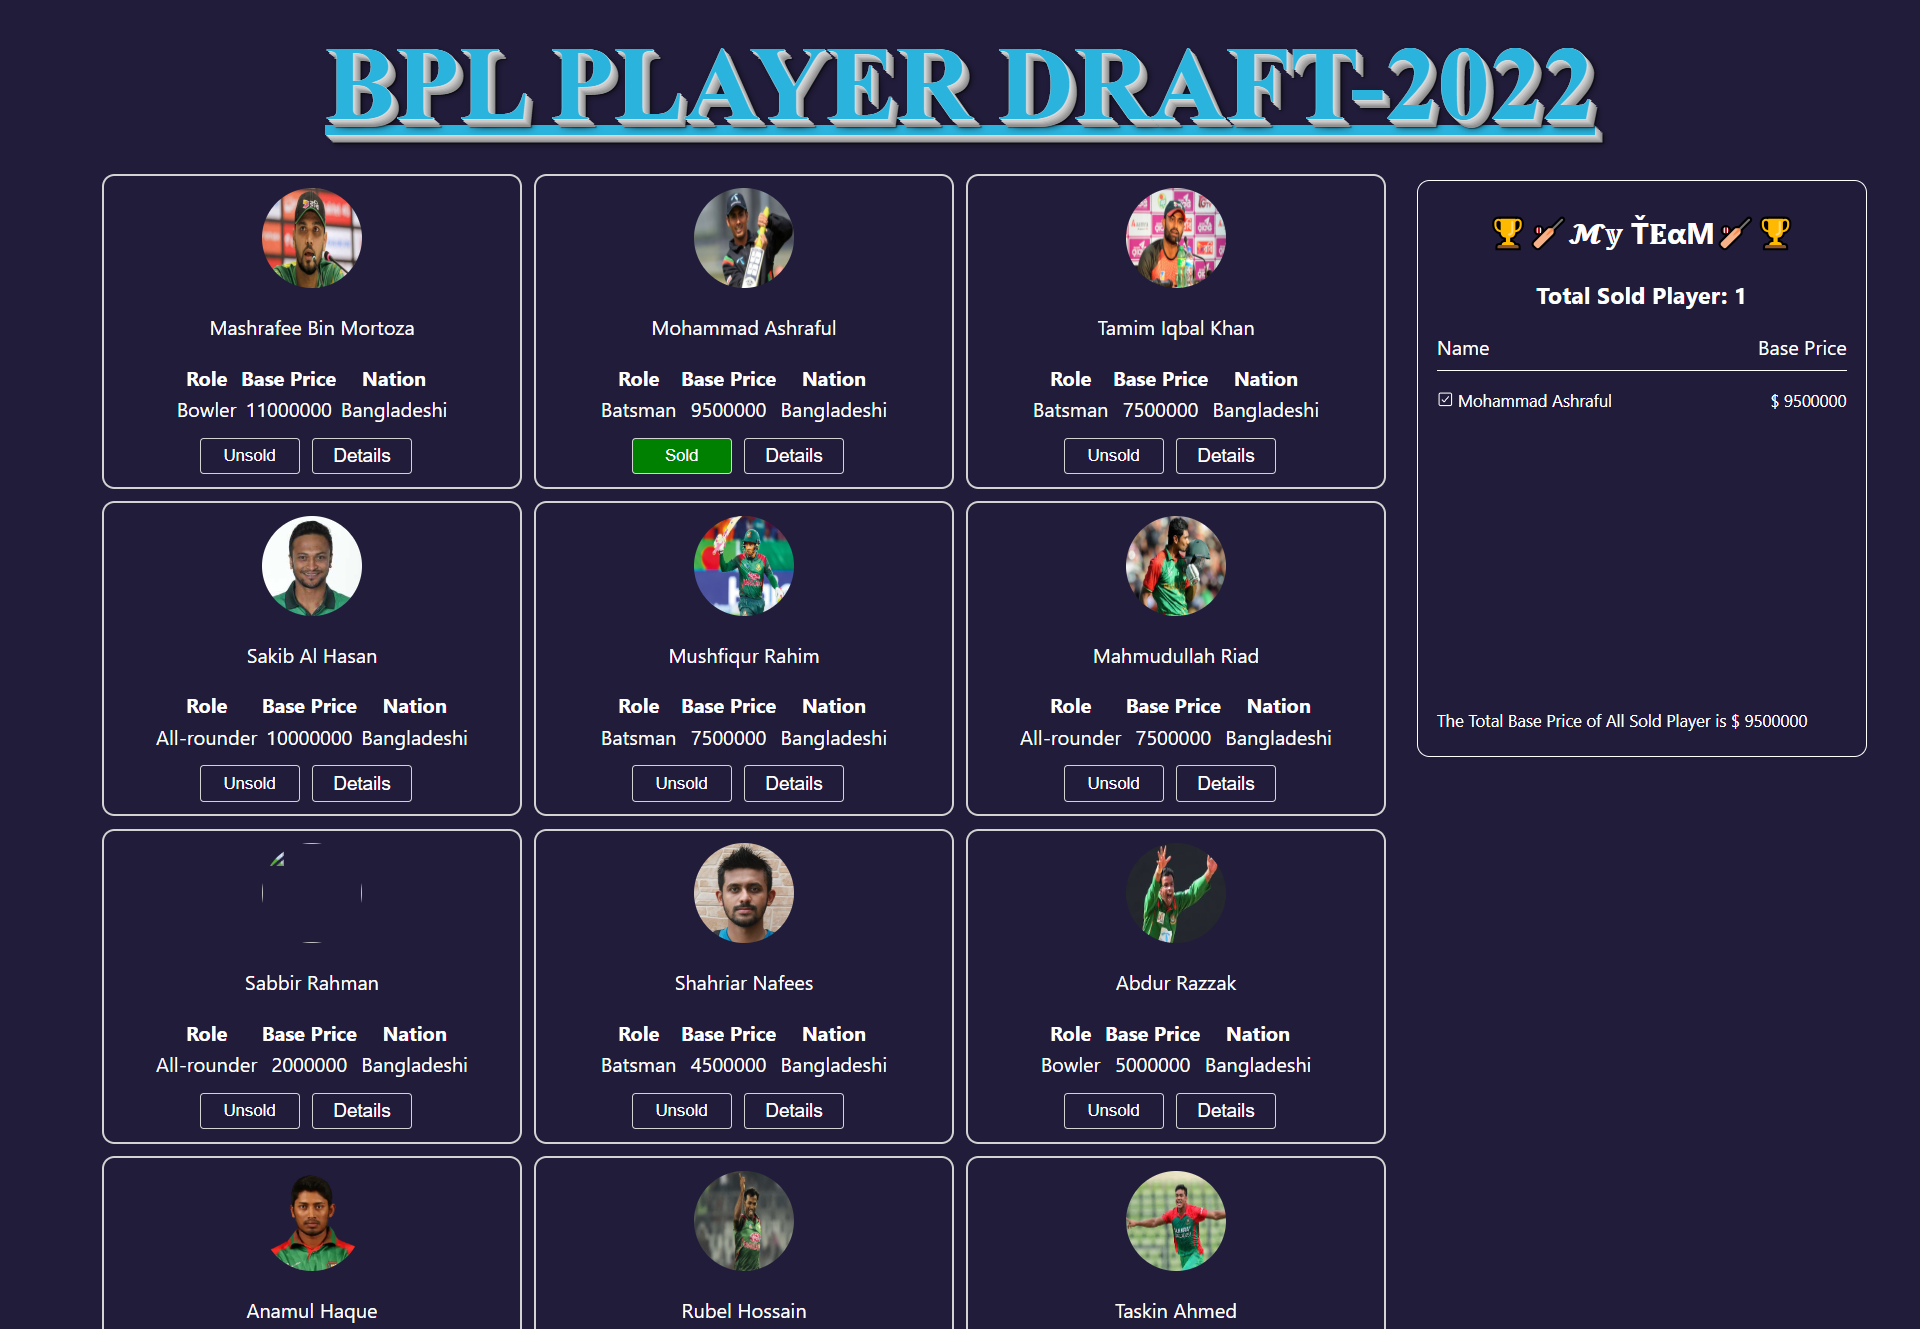 BPL PLAYER DRAFT-2022
Mashrafee Bin Mortoza
Role Base Price Nation
Bowler 11000000 Bangladeshi
Unsold Details
Mohammad Ashraful
Role Base Price Nation
Batsman 9500000 Bangladeshi
Sold Details
Tamim Iqbal Khan
Role Base Price Nation
Batsman 7500000 Bangladeshi
Unsold Details
Sakib Al Hasan
Role Base Price Nation
All-rounder 10000000 Bangladeshi
Unsold Details
Mushfiqur Rahim
Role Base Price Nation
Batsman 7500000 Bangladeshi
Unsold Details
Mahmudullah Riad
Role Base Price Nation
All-rounder 7500000 Bangladeshi
Unsold Details
Sabbir Rahman
Role Base Price Nation
All-rounder 2000000 Bangladeshi
Unsold Details
Shahriar Nafees
Role Base Price Nation
Batsman 4500000 Bangladeshi
Unsold Details
Abdur Razzak
Role Base Price Nation
Bowler 5000000 Bangladeshi
Unsold Details
Anamul Haque
Rubel Hossain
Taskin Ahmed
🏆🏏𝓜𝕪 ŤᗴαM🏏🏆
Total Sold Player: 1
Name Base Price
☑ Mohammad Ashraful $ 9500000
The Total Base Price of All Sold Player is $ 9500000